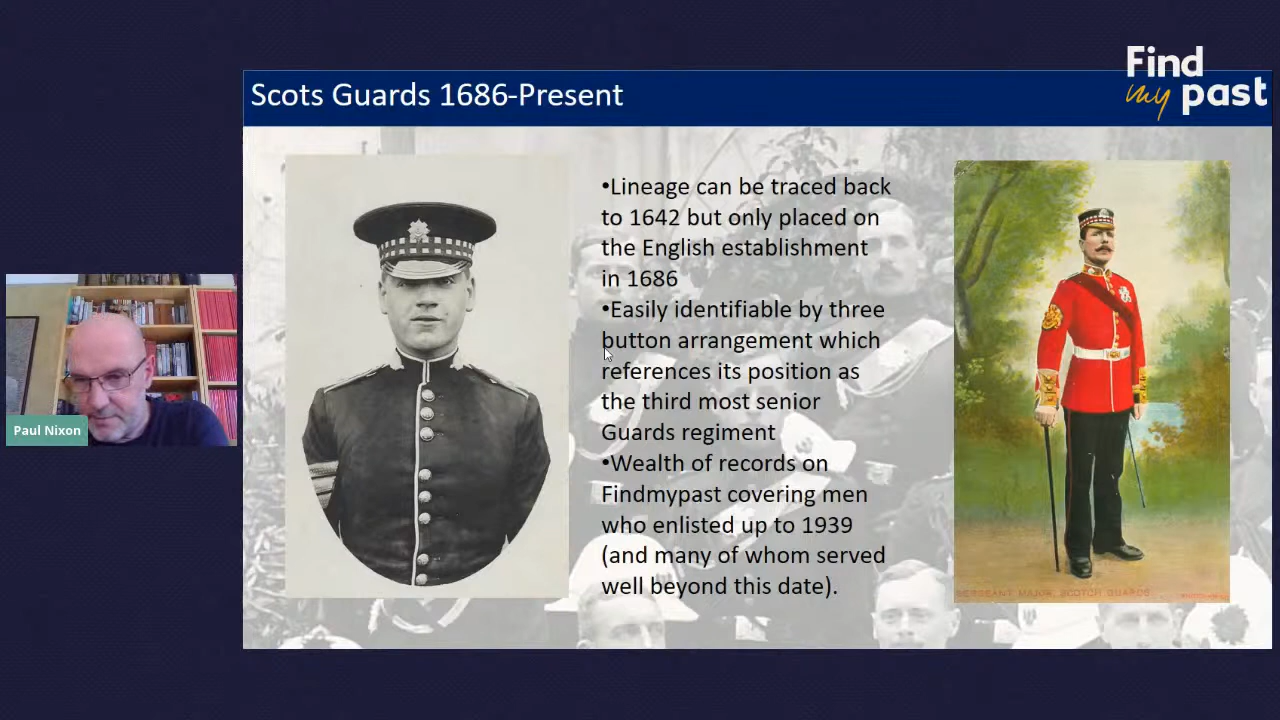 Find
my past
Scots Guards 1686-Present
•Lineage can be traced back
to 1642 but only placed on
the English establishment
in 1686
•Easily identifiable by three
button arrangement which
references its position as
the third most senior
Guards regiment
•Wealth of records on
Findmypast covering men
who enlisted up to 1939
(and many of whom served
well beyond this date).
Paul Nixon
SERGEANT MAJOR, SCOTCH GUARDS.